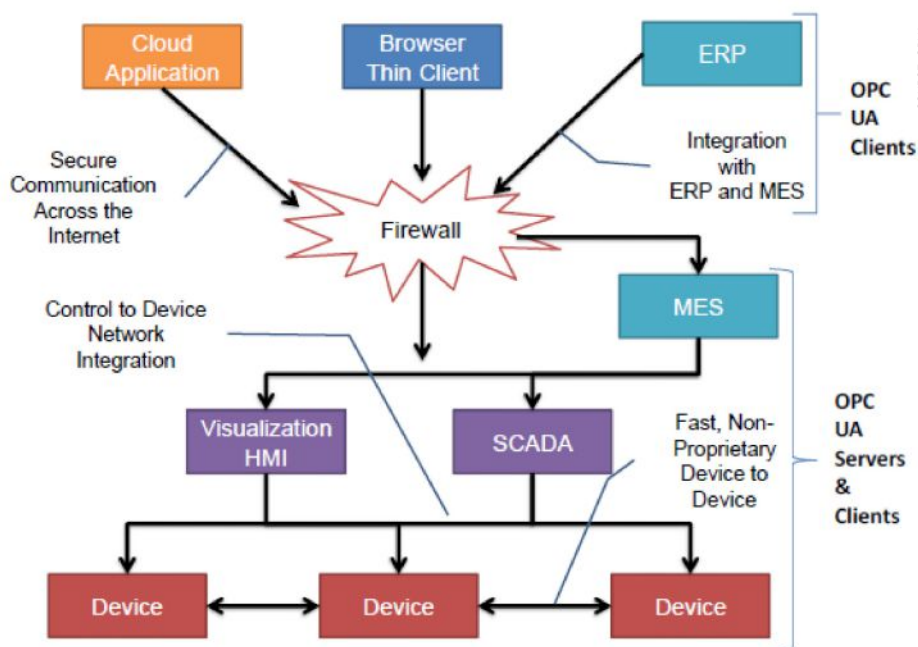 Cloud
Application
Browser
Thin Client
ERP
OPC
UA
Clients
Secure
Communication
Across the
Internet
Integration
with
ERP and MES
Firewall
MES
Control to Device
Network
Integration
Visualization
HMI
SCADA
Fast, Non-
Proprietary
Device to
Device
OPC
UA
Servers
&
Clients
Device
Device
Device